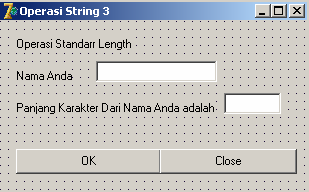 Operasi String 3
Operasi Standarr Length
Nama Anda
Panjang Karakter Dari Nama Anda adalah
OK Close